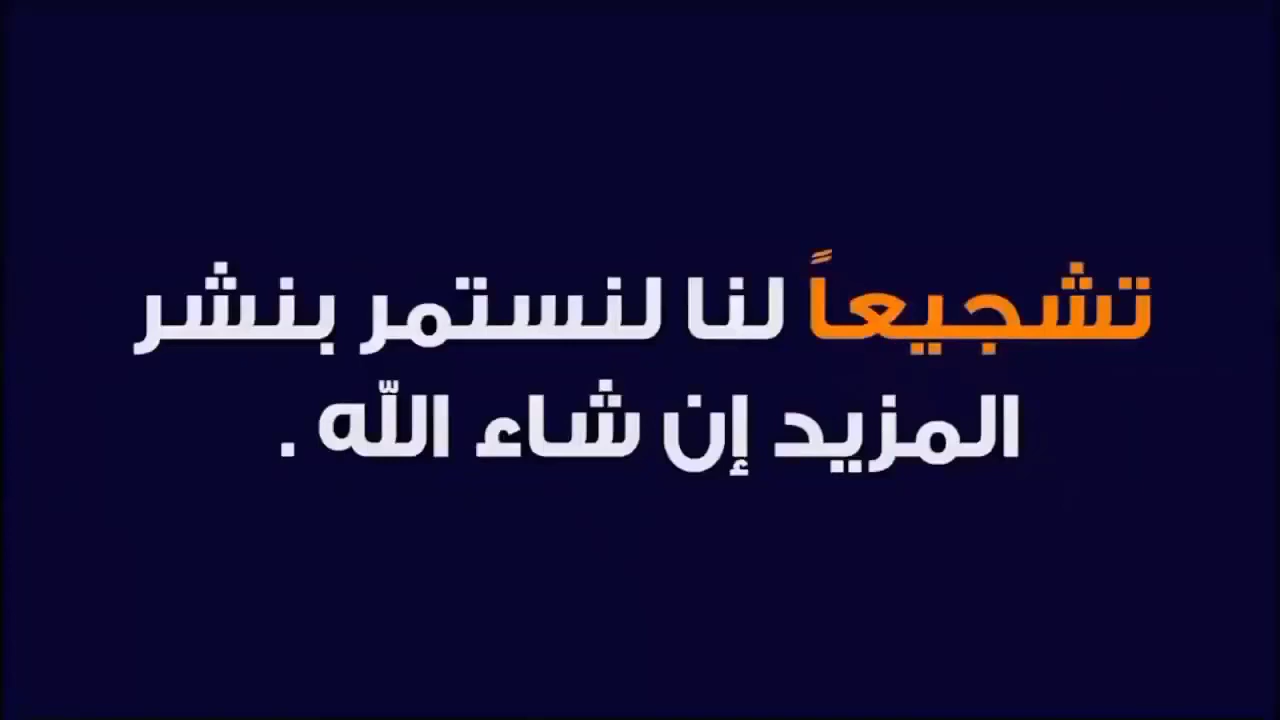 تشجيعاً لنا لنستمر بنشر
المزيد إن شاء اللّه .